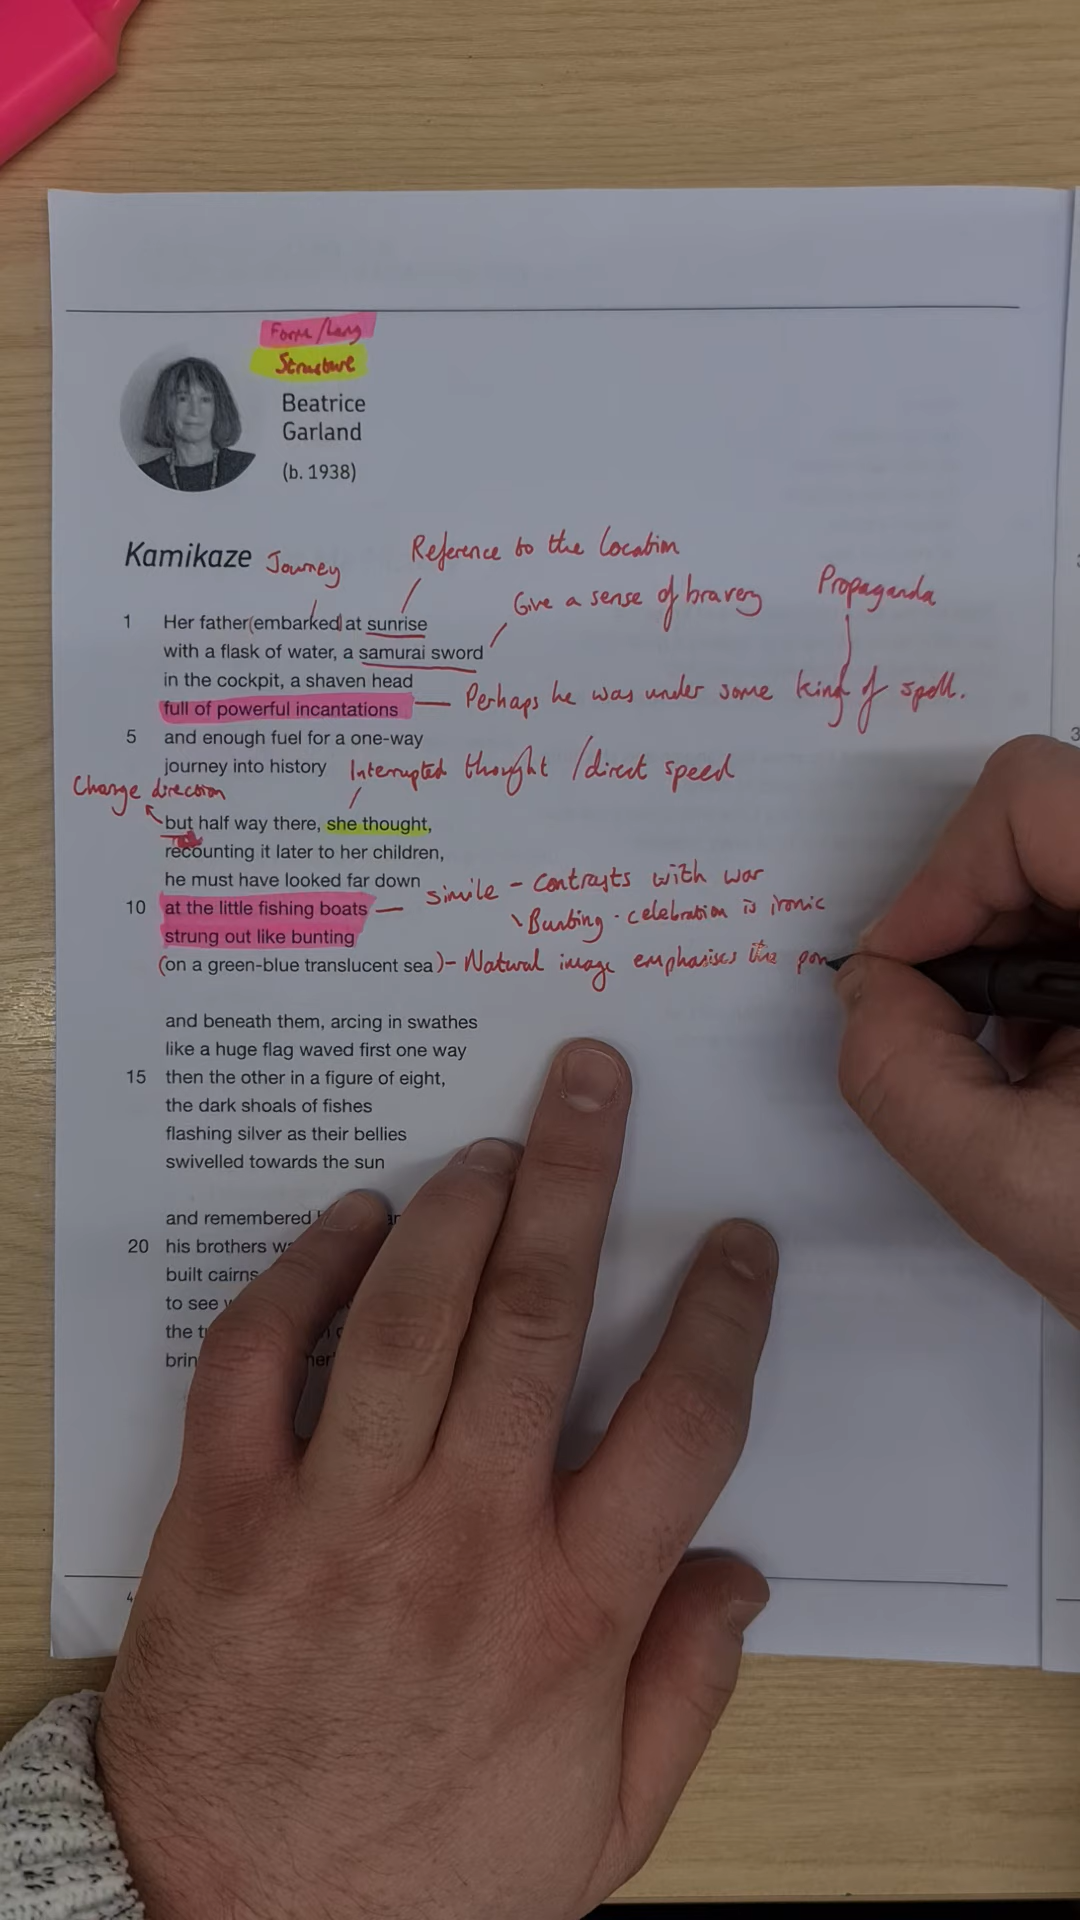 Form/Lang
Structure
Beatrice
Garland
(b. 1938)
Kamikaze Journey
Reference to the location
Give a sense of bravery
Propaganda
1 Her father (embarked) at sunrise
with a flask of water, a samurai sword
in the cockpit, a shaven head
full of powerful incantations — Perhaps he was under some kind of spell.
5 and enough fuel for a one-way
journey into history Interrupted thought / direct speed
Change direction
but half way there, she thought,
recounting it later to her children,
he must have looked far down
simile - contrasts with war
10 at the little fishing boats —
Bunting - celebration is ironic
strung out like bunting
(on a green-blue translucent sea) - Natural image emphasises the
and beneath them, arcing in swathes
like a huge flag waved first one way
15 then the other in a figure of eight,
the dark shoals of fishes
flashing silver as their bellies
swivelled towards the sun
and remembered
20 his brothers
built cairns
to see
the
4